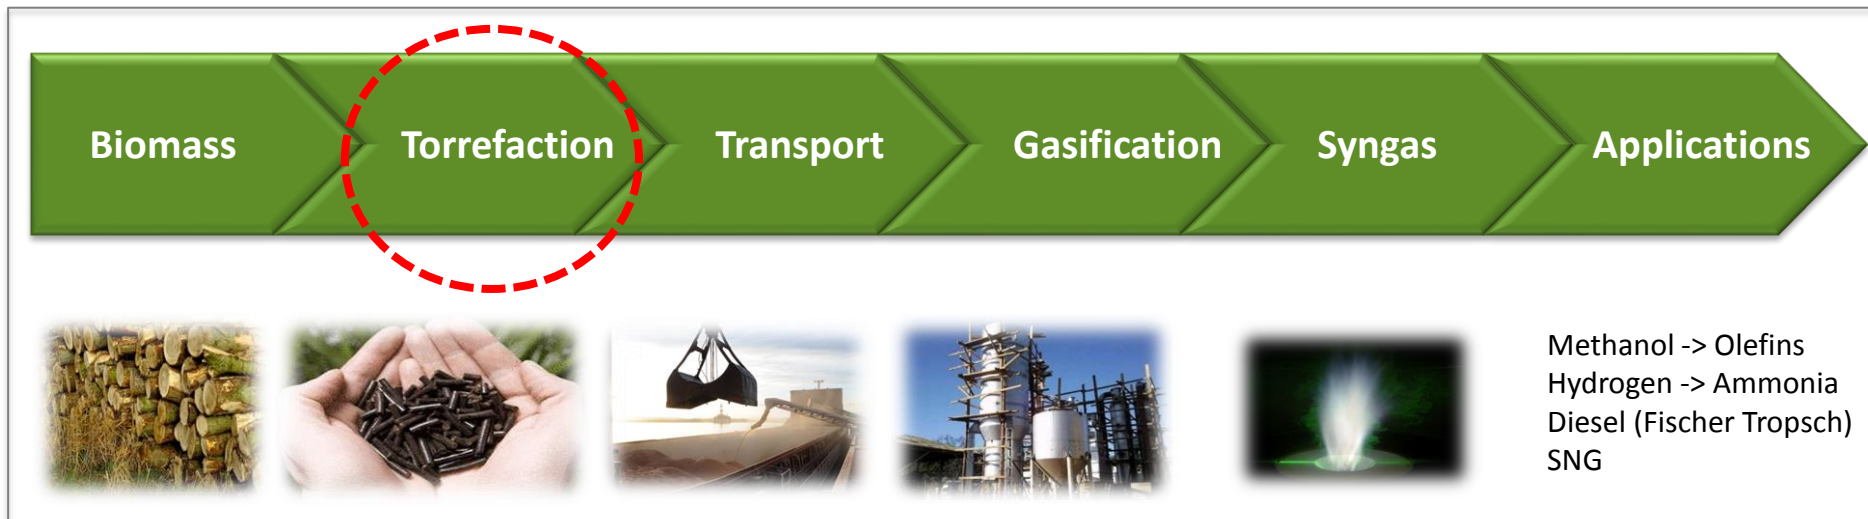 Biomass
Torrefaction
Transport
Gasification
Syngas
Applications
Methanol -> Olefins
Hydrogen -> Ammonia
Diesel (Fischer Tropsch)
SNG